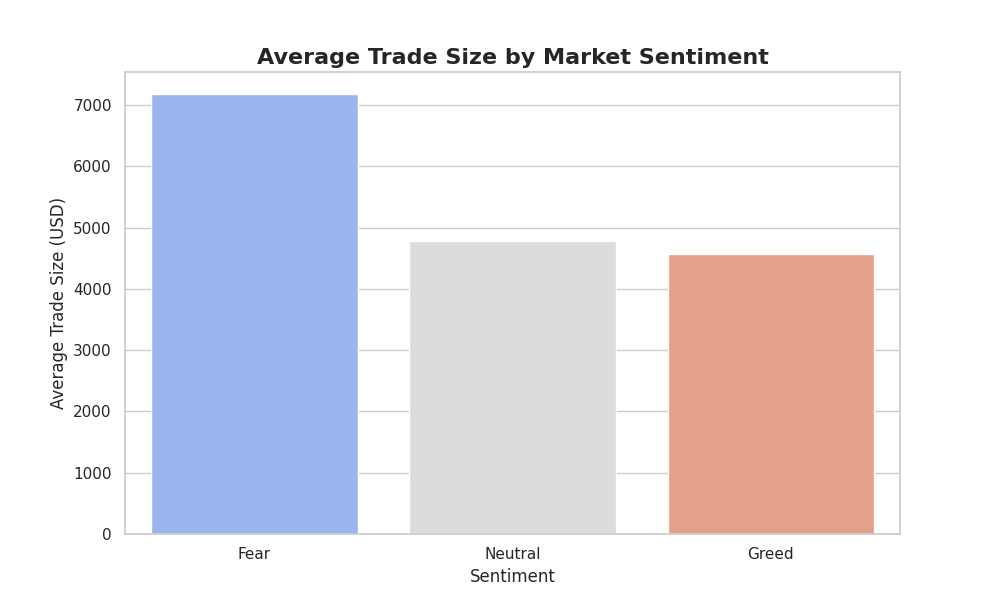 Average Trade Size by Market Sentiment
Average Trade Size (USD)
7000
6000
5000
4000
3000
2000
1000
0
Fear
Neutral
Greed
Sentiment